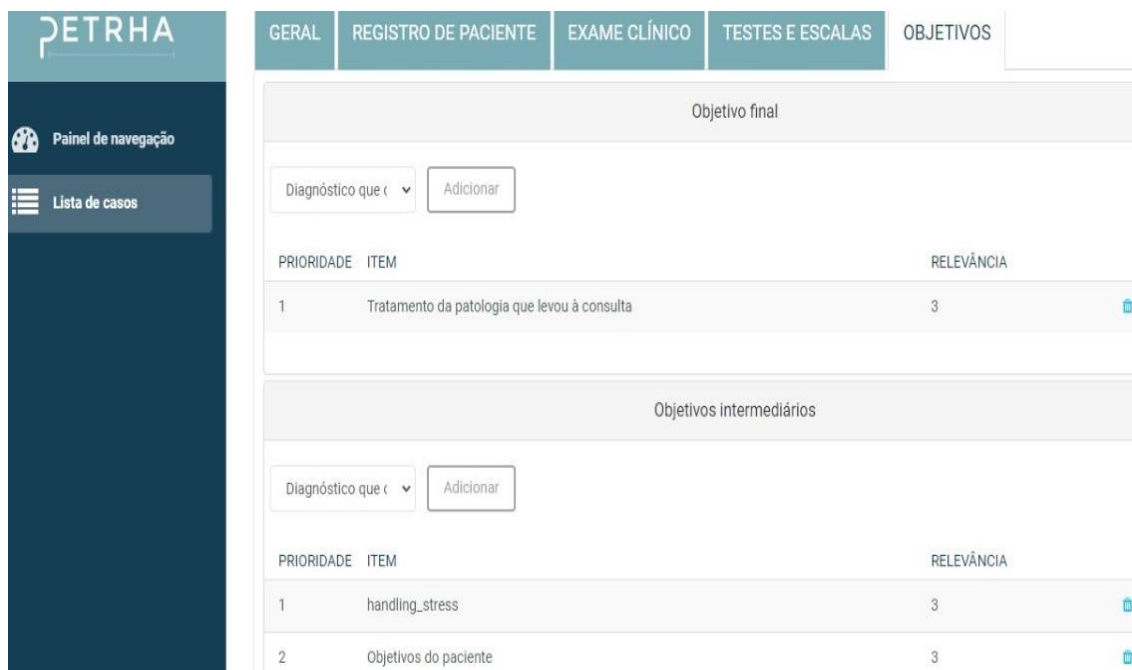 PETRHA
GERAL REGISTRO DE PACIENTE EXAME CLÍNICO TESTES E ESCALAS OBJETIVOS
Painel de navegação
Lista de casos
Objetivo final
Diagnóstico que c Adicionar
PRIORIDADE ITEM RELEVÂNCIA
1 Tratamento da patologia que levou à consulta 3
Objetivos intermediários
Diagnóstico que c Adicionar
PRIORIDADE ITEM RELEVÂNCIA
1 handling_stress 3
2 Objetivos do paciente 3